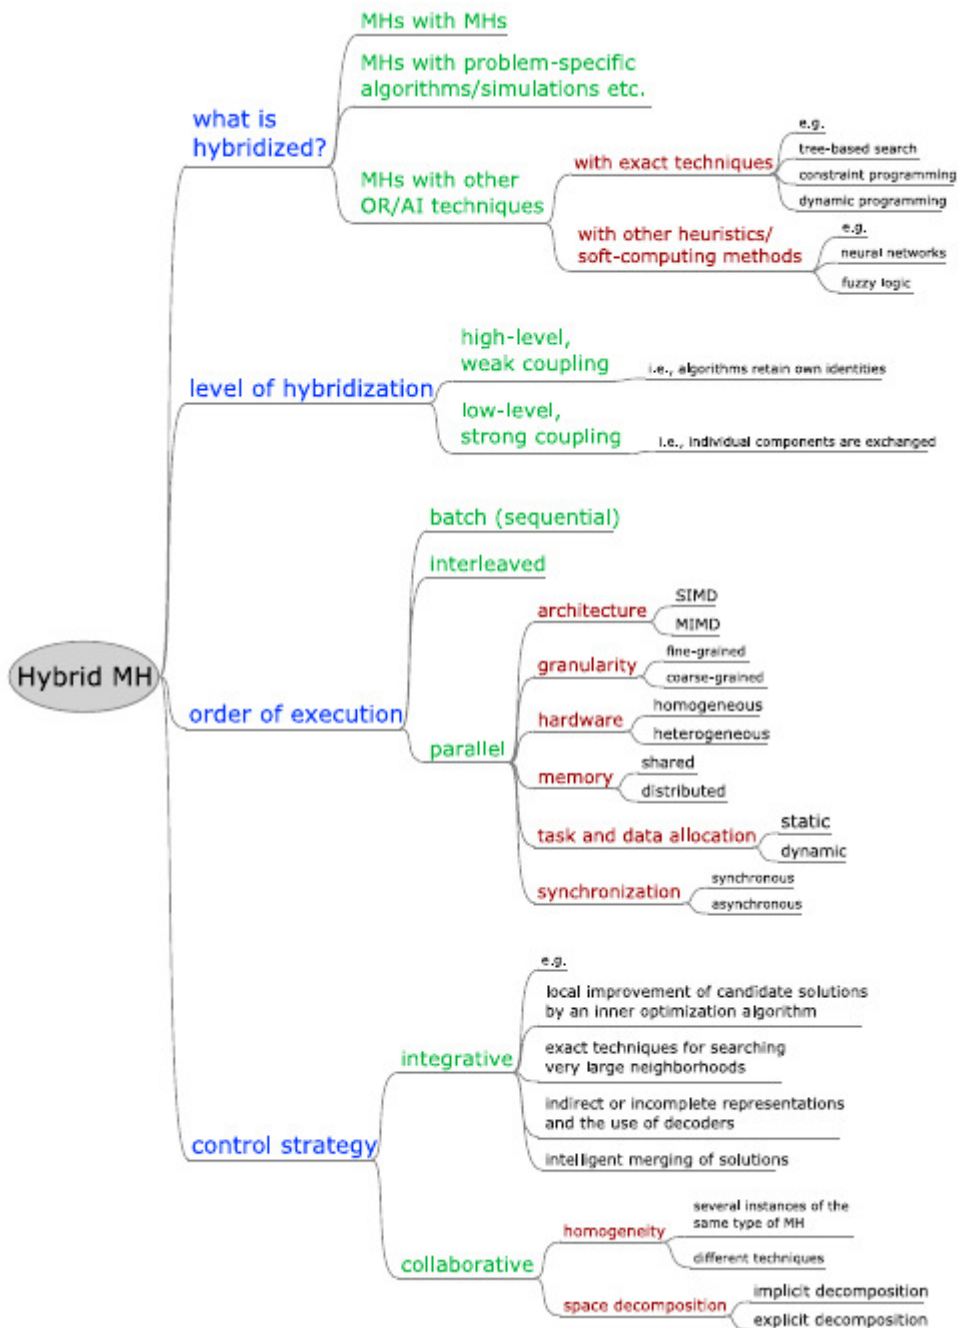 MHs with MHs
MHs with problem-specific
algorithms/simulations etc.
what is
hybridized?
MHs with other
OR/AI techniques
with exact techniques
e.g.
tree-based search
constraint programming
dynamic programming
with other heuristics/
soft-computing methods
e.g.
neural networks
fuzzy logic
level of hybridization
high-level,
weak coupling
i.e., algorithms retain own identities
low-level,
strong coupling
i.e., individual components are exchanged
Hybrid MH
order of execution
batch (sequential)
interleaved
parallel
architecture
SIMD
MIMD
granularity
fine-grained
coarse-grained
hardware
homogeneous
heterogeneous
memory
shared
distributed
task and data allocation
static
dynamic
synchronization
synchronous
asynchronous
control strategy
integrative
e.g.
local improvement of candidate solutions
by an inner optimization algorithm
exact techniques for searching
very large neighborhoods
indirect or incomplete representations
and the use of decoders
intelligent merging of solutions
collaborative
homogeneity
several instances of the
same type of MH
different techniques
space decomposition
implicit decomposition
explicit decomposition